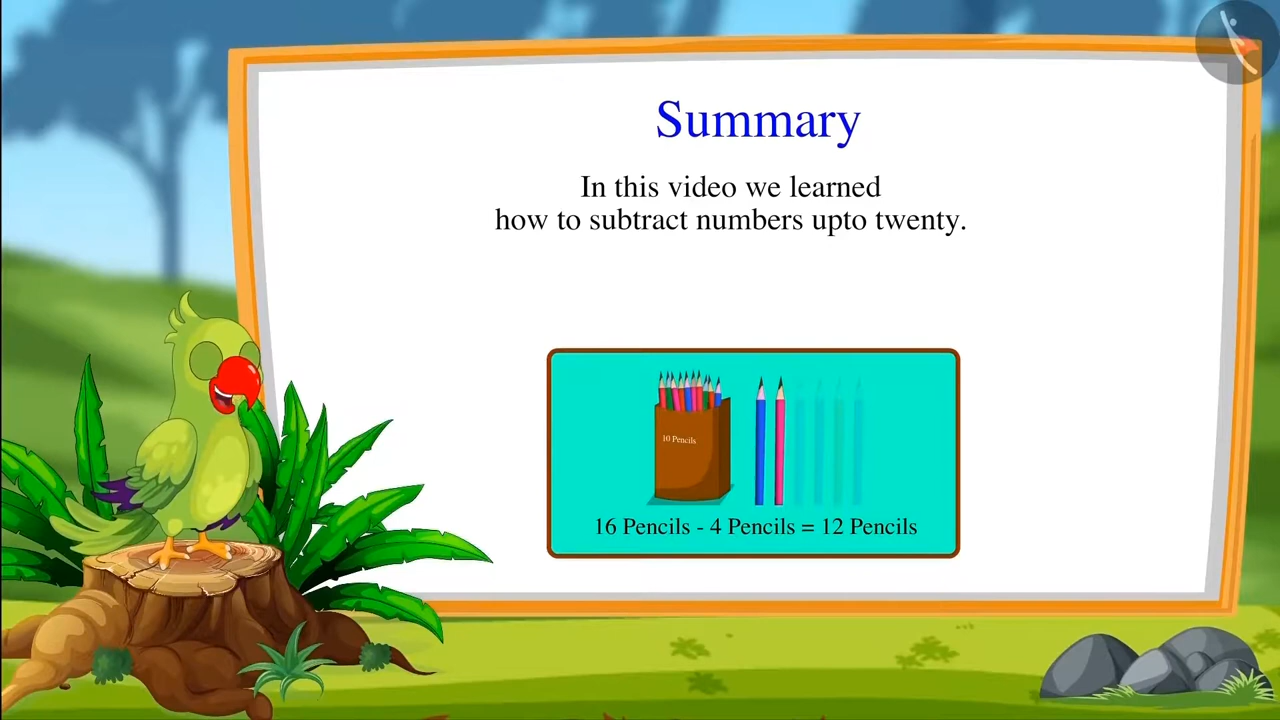 Summary
In this video we learned
how to subtract numbers upto twenty.
10 Pencils
16 Pencils - 4 Pencils = 12 Pencils